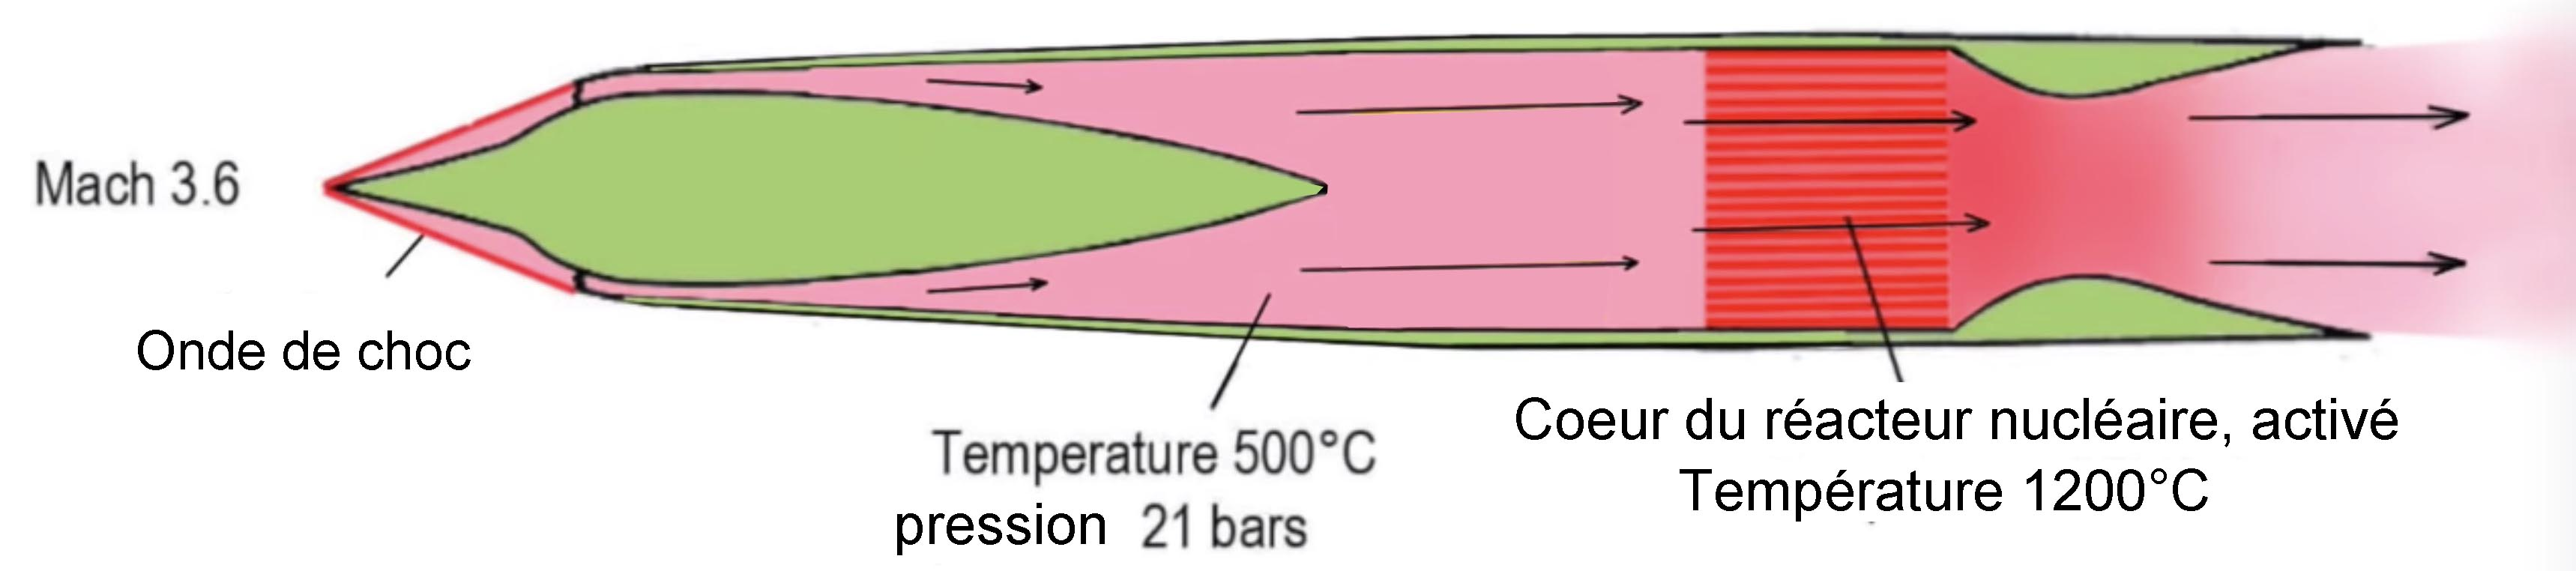 Mach 3.6
Onde de choc
Temperature 500°C
pression 21 bars
Coeur du réacteur nucléaire, activé
Température 1200°C